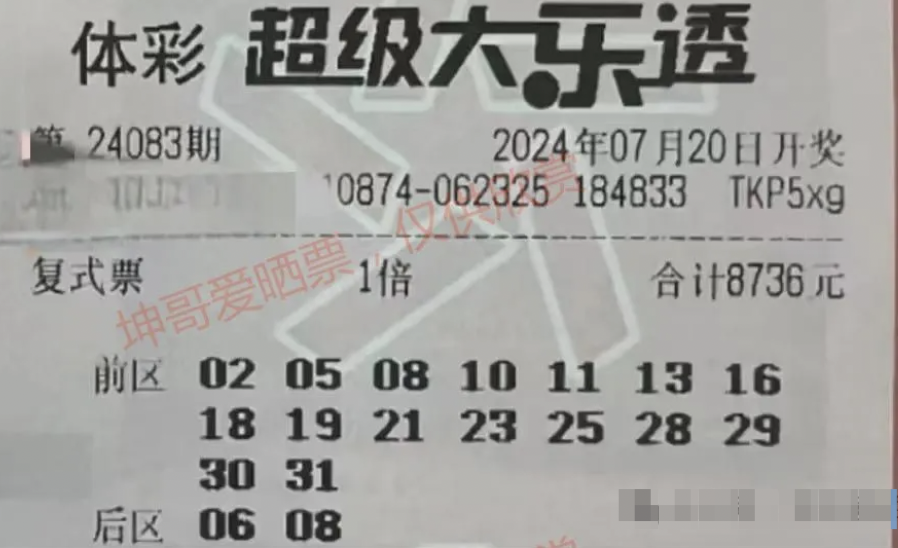 体彩 超级大乐透
第 24083期 2024年07月20日开奖
10874-062325 184833 TKP5xg
复式票 1倍 合计8736元
坤哥爱晒票，仅供欣赏
前区 02 05 08 10 11 13 16
18 19 21 23 25 28 29
30 31
后区 06 08